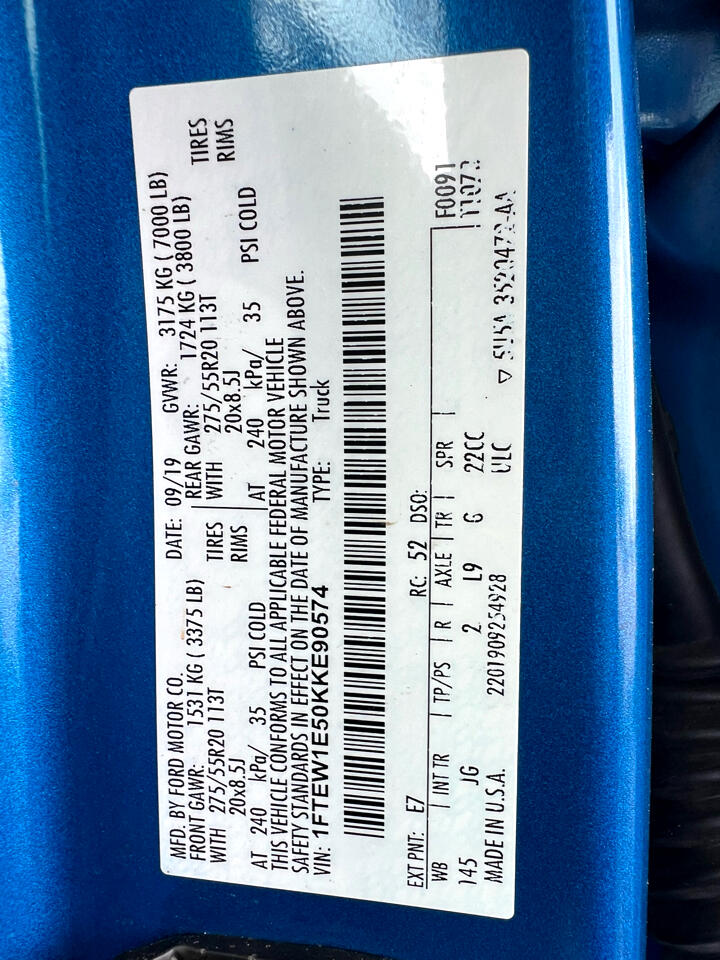 MFD. BY FORD MOTOR CO. DATE: 09/19 GVWR: 3175 KG ( 7000 LB)
FRONT GAWR: 1531 KG ( 3375 LB) REAR GAWR: 1724 KG ( 3800 LB)
WITH 275/55R20 113T TIRES WITH 275/55R20 113T TIRES
20x8.5J RIMS 20x8.5J RIMS
AT 240 kPa/ 35 PSI COLD AT 240 kPa/ 35 PSI COLD
THIS VEHICLE CONFORMS TO ALL APPLICABLE FEDERAL MOTOR VEHICLE
SAFETY STANDARDS IN EFFECT ON THE DATE OF MANUFACTURE SHOWN ABOVE.
VIN: 1FTEW1E50KKE90574 TYPE: Truck
EXT PNT: E7 RC: 52 DSO:
WB INT TR TP/PS R AXLE TR SPR F0091
145 JG 2 L9 G 22CC
MADE IN U.S.A. 2201909254928 ULC